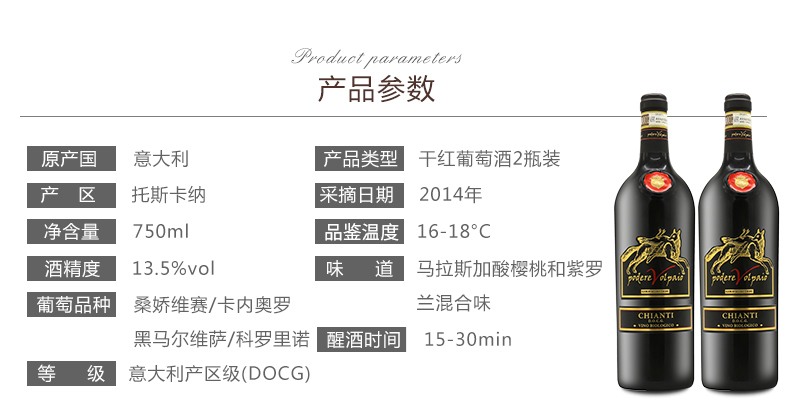 Product parameters
产品参数
原产国 意大利 产品类型 干红葡萄酒2瓶装
产 区 托斯卡纳 采摘日期 2014年
净含量 750ml 品鉴温度 16-18°C
酒精度 13.5%vol 味 道 马拉斯加酸樱桃和紫罗
葡萄品种 桑娇维赛/卡内奥罗 兰混合味
黑马尔维萨/科罗里诺 醒酒时间 15-30min
等 级 意大利产区级(DOCG)
podere Volpaio podere Volpaio
CHIANTI CHIANTI
D.O.C.G. D.O.C.G.
VINO BIOLOGICO VINO BIOLOGICO